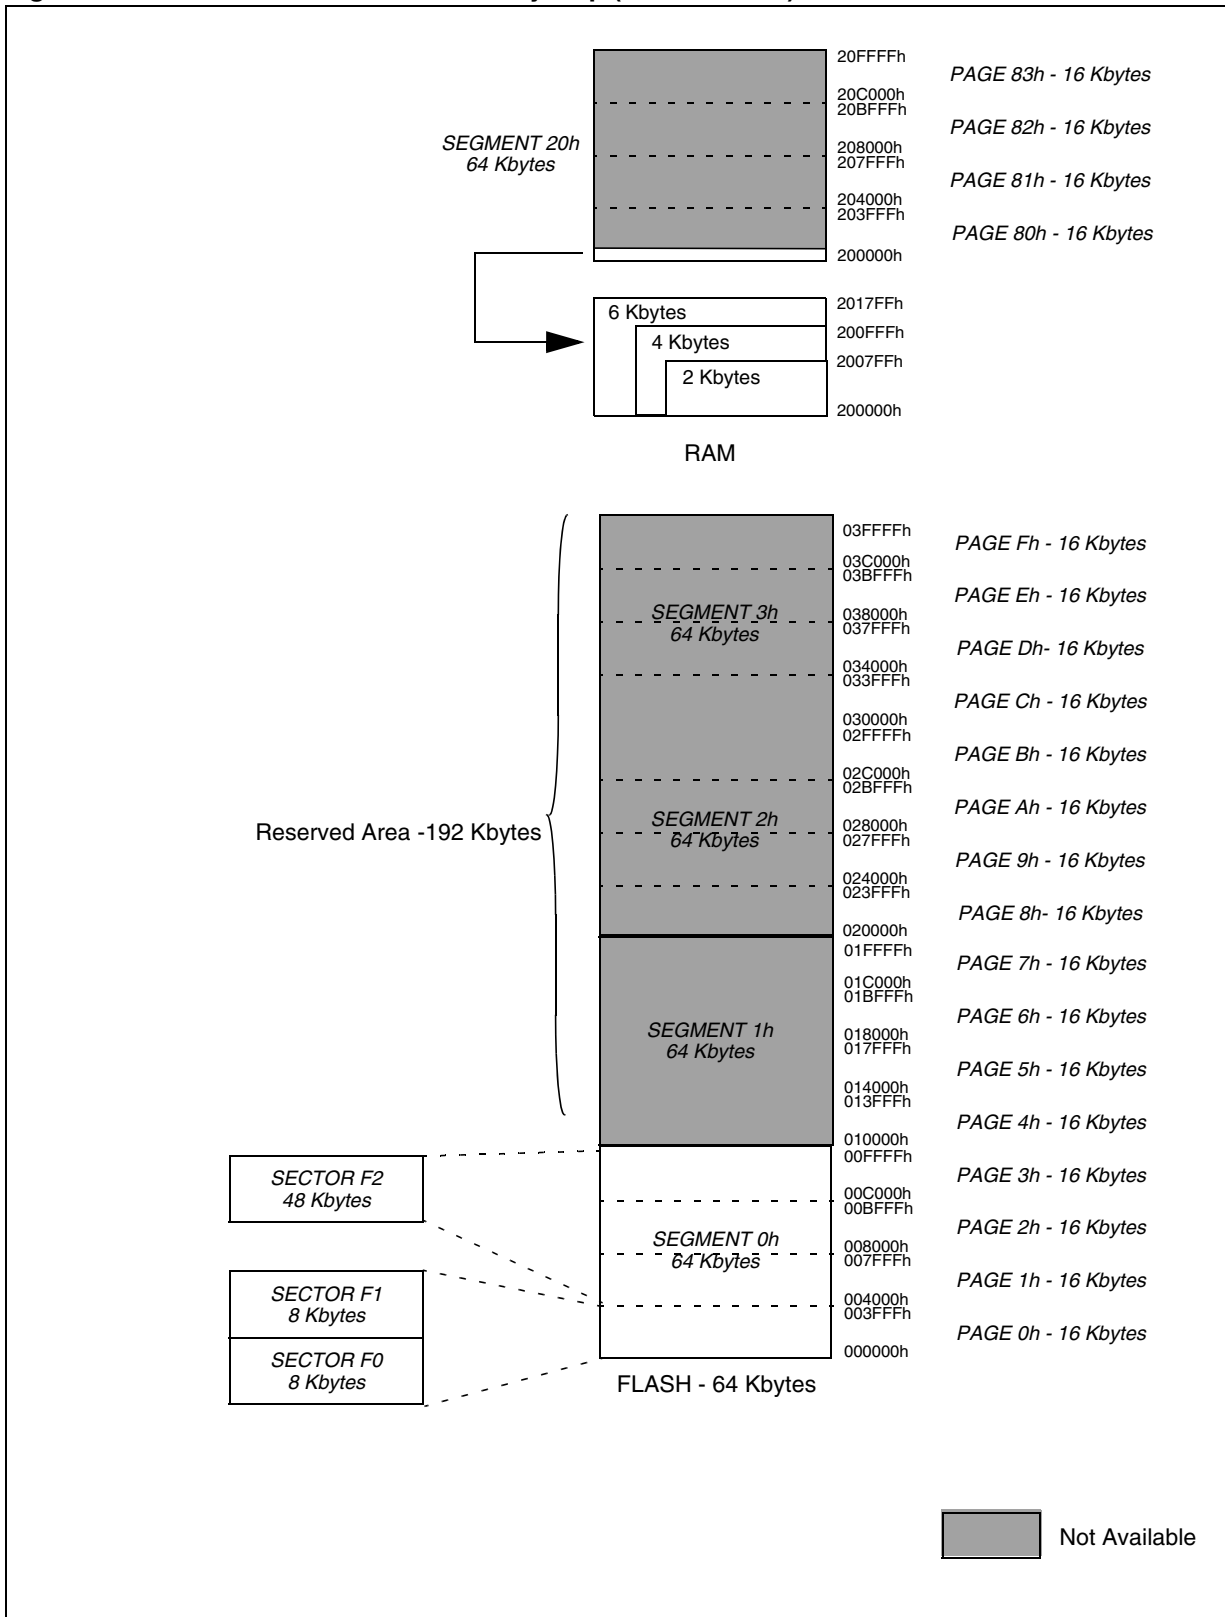 20FFFFh
PAGE 83h - 16 Kbytes
20C000h
20BFFFh
PAGE 82h - 16 Kbytes
SEGMENT 20h
64 Kbytes
208000h
207FFFh
PAGE 81h - 16 Kbytes
204000h
203FFFh
PAGE 80h - 16 Kbytes
200000h
2017FFh
6 Kbytes
200FFFh
4 Kbytes
2007FFh
2 Kbytes
200000h
RAM
03FFFFh
PAGE Fh - 16 Kbytes
03C000h
03BFFFh
PAGE Eh - 16 Kbytes
SEGMENT 3h
64 Kbytes
038000h
037FFFh
PAGE Dh- 16 Kbytes
034000h
033FFFh
PAGE Ch - 16 Kbytes
030000h
02FFFFh
PAGE Bh - 16 Kbytes
02C000h
02BFFFh
PAGE Ah - 16 Kbytes
Reserved Area -192 Kbytes
SEGMENT 2h
64 Kbytes
028000h
027FFFh
PAGE 9h - 16 Kbytes
024000h
023FFFh
PAGE 8h- 16 Kbytes
020000h
01FFFFh
PAGE 7h - 16 Kbytes
01C000h
01BFFFh
PAGE 6h - 16 Kbytes
SEGMENT 1h
64 Kbytes
018000h
017FFFh
PAGE 5h - 16 Kbytes
014000h
013FFFh
PAGE 4h - 16 Kbytes
010000h
00FFFFh
PAGE 3h - 16 Kbytes
SECTOR F2
48 Kbytes
00C000h
00BFFFh
PAGE 2h - 16 Kbytes
SEGMENT 0h
64 Kbytes
008000h
007FFFh
PAGE 1h - 16 Kbytes
SECTOR F1
8 Kbytes
004000h
003FFFh
PAGE 0h - 16 Kbytes
000000h
SECTOR F0
8 Kbytes
FLASH - 64 Kbytes
Not Available